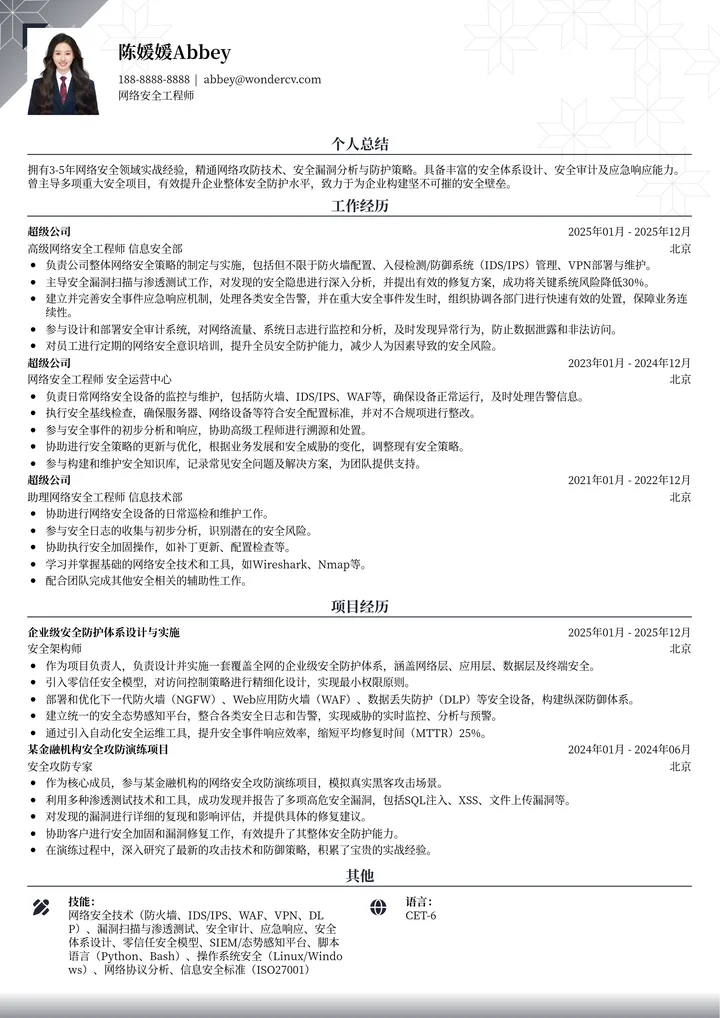 陈媛媛Abbey
188-8888-8888 | abbey@wondercv.com
网络安全工程师
个人总结
拥有3-5年网络安全领域实战经验，精通网络攻防技术、安全漏洞分析与防护策略。具备丰富的安全体系设计、安全审计及应急响应能力。
曾主导多项重大安全项目，有效提升企业整体安全防护水平，致力于为企业构建坚不可摧的安全壁垒。
工作经历
超级公司 2025年01月 - 2025年12月
高级网络安全工程师 信息安全部 北京
● 负责公司整体网络安全策略的制定与实施，包括但不限于防火墙配置、入侵检测/防御系统（IDS/IPS）管理、VPN部署与维护。
● 主导安全漏洞扫描与渗透测试工作，对发现的安全隐患进行深入分析，并提出有效的修复方案，成功将关键系统风险降低30%。
● 建立并完善安全事件应急响应机制，处理各类安全告警，并在重大安全事件发生时，组织协调各部门进行快速有效的处置，保障业务连
续性。
● 参与设计和部署安全审计系统，对网络流量、系统日志进行监控和分析，及时发现异常行为，防止数据泄露和非法访问。
● 对员工进行定期的网络安全意识培训，提升全员安全防护能力，减少人为因素导致的安全风险。
超级公司 2023年01月 - 2024年12月
网络安全工程师 安全运营中心 北京
● 负责日常网络安全设备的监控与维护，包括防火墙、IDS/IPS、WAF等，确保设备正常运行，及时处理告警信息。
● 执行安全基线检查，确保服务器、网络设备等符合安全配置标准，并对不合规项进行整改。
● 参与安全事件的初步分析和响应，协助高级工程师进行溯源和处置。
● 协助进行安全策略的更新与优化，根据业务发展和安全威胁的变化，调整现有安全策略。
● 参与构建和维护安全知识库，记录常见安全问题及解决方案，为团队提供支持。
超级公司 2021年01月 - 2022年12月
助理网络安全工程师 信息技术部 北京
● 协助进行网络安全设备的日常巡检和维护工作。
● 参与安全日志的收集与初步分析，识别潜在的安全风险。
● 协助执行安全加固操作，如补丁更新、配置检查等。
● 学习并掌握基础的网络安全技术和工具，如Wireshark、Nmap等。
● 配合团队完成其他安全相关的辅助性工作。
项目经历
企业级安全防护体系设计与实施 2025年01月 - 2025年12月
安全架构师 北京
● 作为项目负责人，负责设计并实施一套覆盖全网的企业级安全防护体系，涵盖网络层、应用层、数据层及终端安全。
● 引入零信任安全模型，对访问控制策略进行精细化设计，实现最小权限原则。
● 部署和优化下一代防火墙（NGFW）、Web应用防火墙（WAF）、数据丢失防护（DLP）等安全设备，构建纵深防御体系。
● 建立统一的安全态势感知平台，整合各类安全日志和告警，实现威胁的实时监控、分析与预警。
● 通过引入自动化安全运维工具，提升安全事件响应效率，缩短平均修复时间（MTTR）25%。
某金融机构安全攻防演练项目 2024年01月 - 2024年06月
安全攻防专家 北京
● 作为核心成员，参与某金融机构的网络安全攻防演练项目，模拟真实黑客攻击场景。
● 利用多种渗透测试技术和工具，成功发现并报告了多项高危安全漏洞，包括SQL注入、XSS、文件上传漏洞等。
● 对发现的漏洞进行详细的复现和影响评估，并提供具体的修复建议。
● 协助客户进行安全加固和漏洞修复工作，有效提升了其整体安全防护能力。
● 在演练过程中，深入研究了最新的攻击技术和防御策略，积累了宝贵的实战经验。
其他
技能：
网络安全技术（防火墙、IDS/IPS、WAF、VPN、DL
P）、漏洞扫描与渗透测试、安全审计、应急响应、安全
体系设计、零信任安全模型、SIEM/态势感知平台、脚本
语言（Python、Bash）、操作系统安全（Linux/Windo
ws）、网络协议分析、信息安全标准（ISO27001）
语言：
CET-6